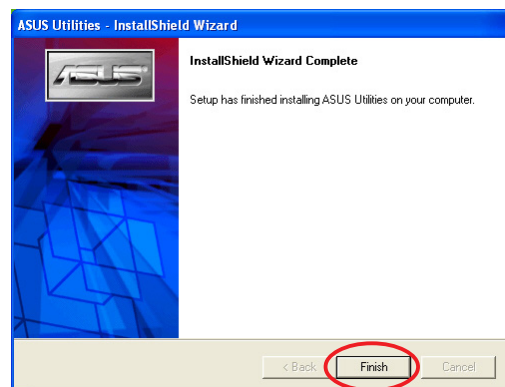 ASUS Utilities - InstallShield Wizard
ASUS
InstallShield Wizard Complete
Setup has finished installing ASUS Utilities on your computer.
< Back
Finish
Cancel